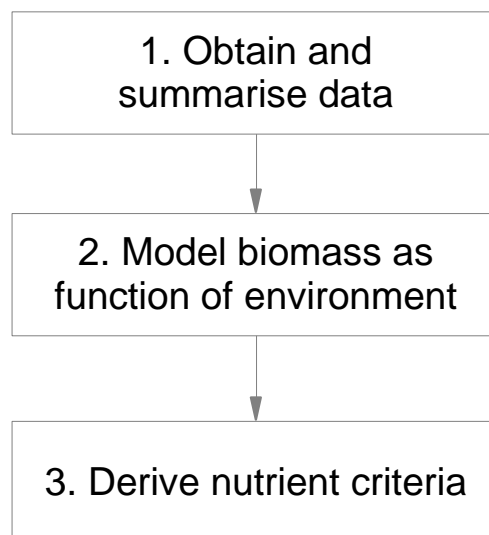 1. Obtain and
summarise data
2. Model biomass as
function of environment
3. Derive nutrient criteria